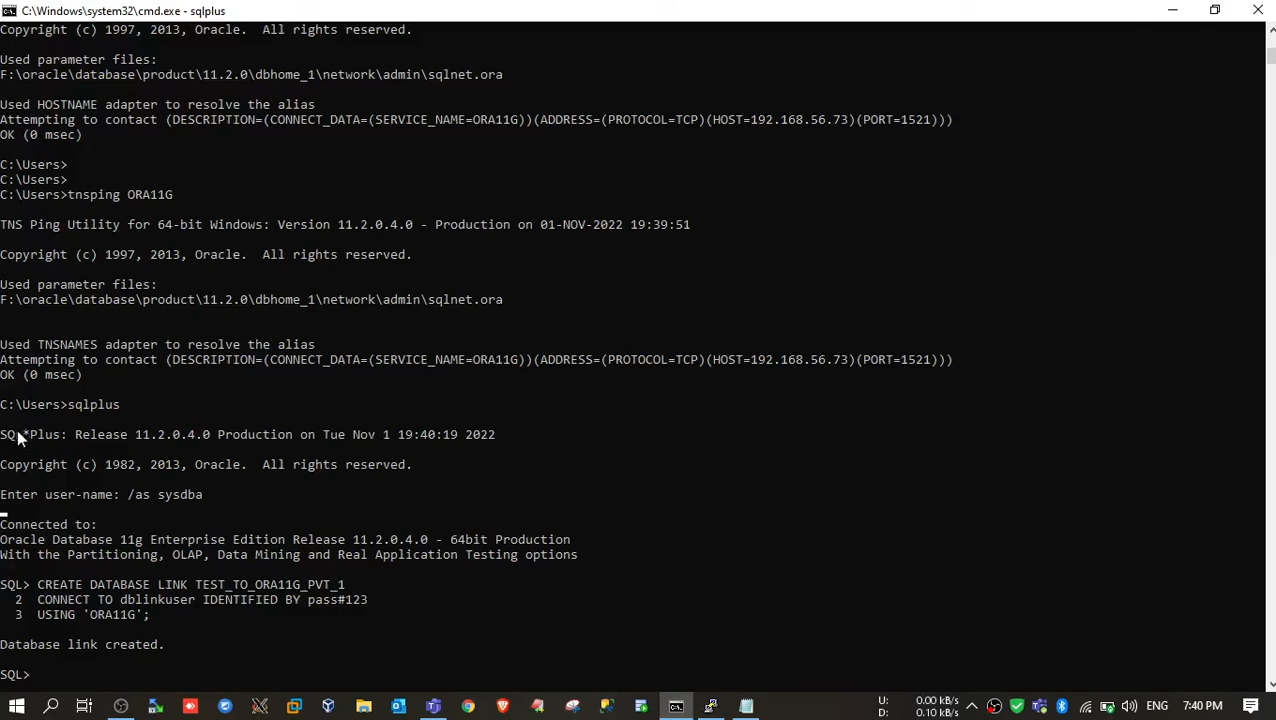 C:\Windows\system32\cmd.exe - sqlplus
Copyright (c) 1997, 2013, Oracle.  All rights reserved.
Used parameter files:
F:\oracle\database\product\11.2.0\dbhome_1\network\admin\sqlnet.ora
Used HOSTNAME adapter to resolve the alias
Attempting to contact (DESCRIPTION=(CONNECT_DATA=(SERVICE_NAME=ORA11G))(ADDRESS=(PROTOCOL=TCP)(HOST=192.168.56.73)(PORT=1521)))
OK (0 msec)
C:\Users>
C:\Users>
C:\Users>tnsping ORA11G
TNS Ping Utility for 64-bit Windows: Version 11.2.0.4.0 - Production on 01-NOV-2022 19:39:51
Copyright (c) 1997, 2013, Oracle.  All rights reserved.
Used parameter files:
F:\oracle\database\product\11.2.0\dbhome_1\network\admin\sqlnet.ora
Used TNSNAMES adapter to resolve the alias
Attempting to contact (DESCRIPTION=(CONNECT_DATA=(SERVICE_NAME=ORA11G))(ADDRESS=(PROTOCOL=TCP)(HOST=192.168.56.73)(PORT=1521)))
OK (0 msec)
C:\Users>sqlplus
SQL*Plus: Release 11.2.0.4.0 Production on Tue Nov 1 19:40:19 2022
Copyright (c) 1982, 2013, Oracle.  All rights reserved.
Enter user-name: /as sysdba
Connected to:
Oracle Database 11g Enterprise Edition Release 11.2.0.4.0 - 64bit Production
With the Partitioning, OLAP, Data Mining and Real Application Testing options
SQL> CREATE DATABASE LINK TEST_TO_ORA11G_PVT_1
2  CONNECT TO dblinkuser IDENTIFIED BY pass#123
3  USING 'ORA11G';
Database link created.
SQL>
U: 0.00 kB/s
D: 0.10 kB/s
ENG 7:40 PM